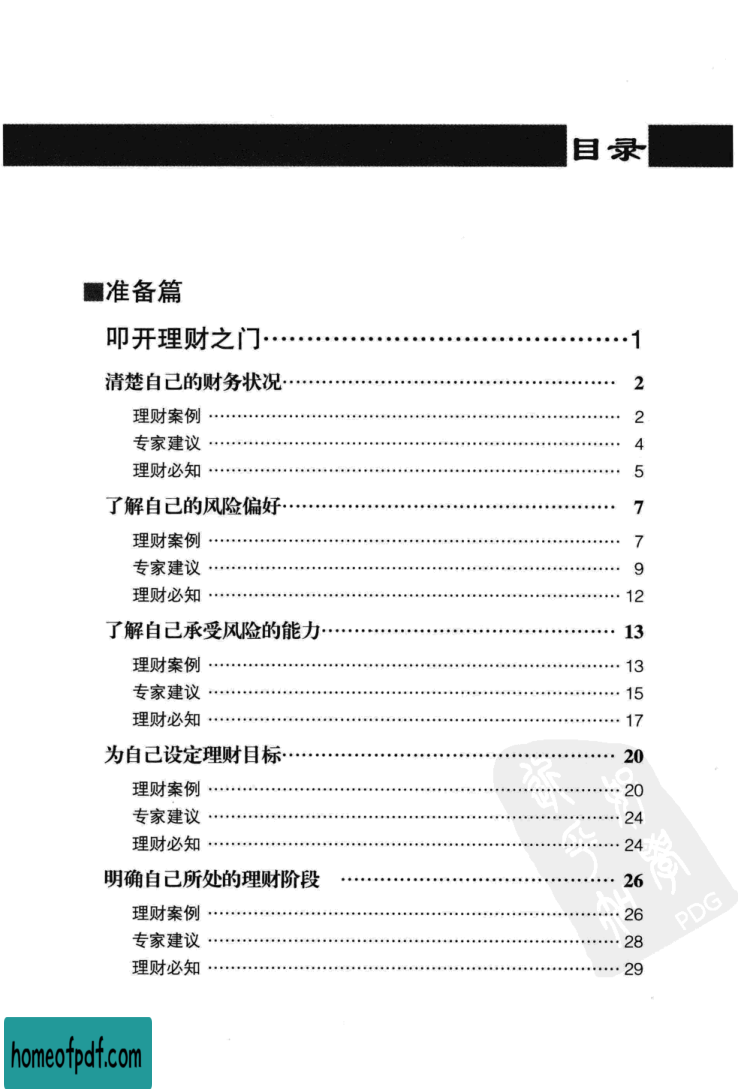 目录
■准备篇
叩开理财之门…………………………………1
清楚自己的财务状况………………………… 2
理财案例 ……………………………………… 2
专家建议 ……………………………………… 4
理财必知 ……………………………………… 5
了解自己的风险偏好………………………… 7
理财案例 ……………………………………… 7
专家建议 ……………………………………… 9
理财必知 ……………………………………… 12
了解自己承受风险的能力…………………… 13
理财案例 ……………………………………… 13
专家建议 ……………………………………… 15
理财必知 ……………………………………… 17
为自己设定理财目标………………………… 20
理财案例 ……………………………………… 20
专家建议 ……………………………………… 24
理财必知 ……………………………………… 24
明确自己所处的理财阶段 …………………… 26
理财案例 ……………………………………… 26
专家建议 ……………………………………… 28
理财必知 ……………………………………… 29
PDG
homeofpdf.com